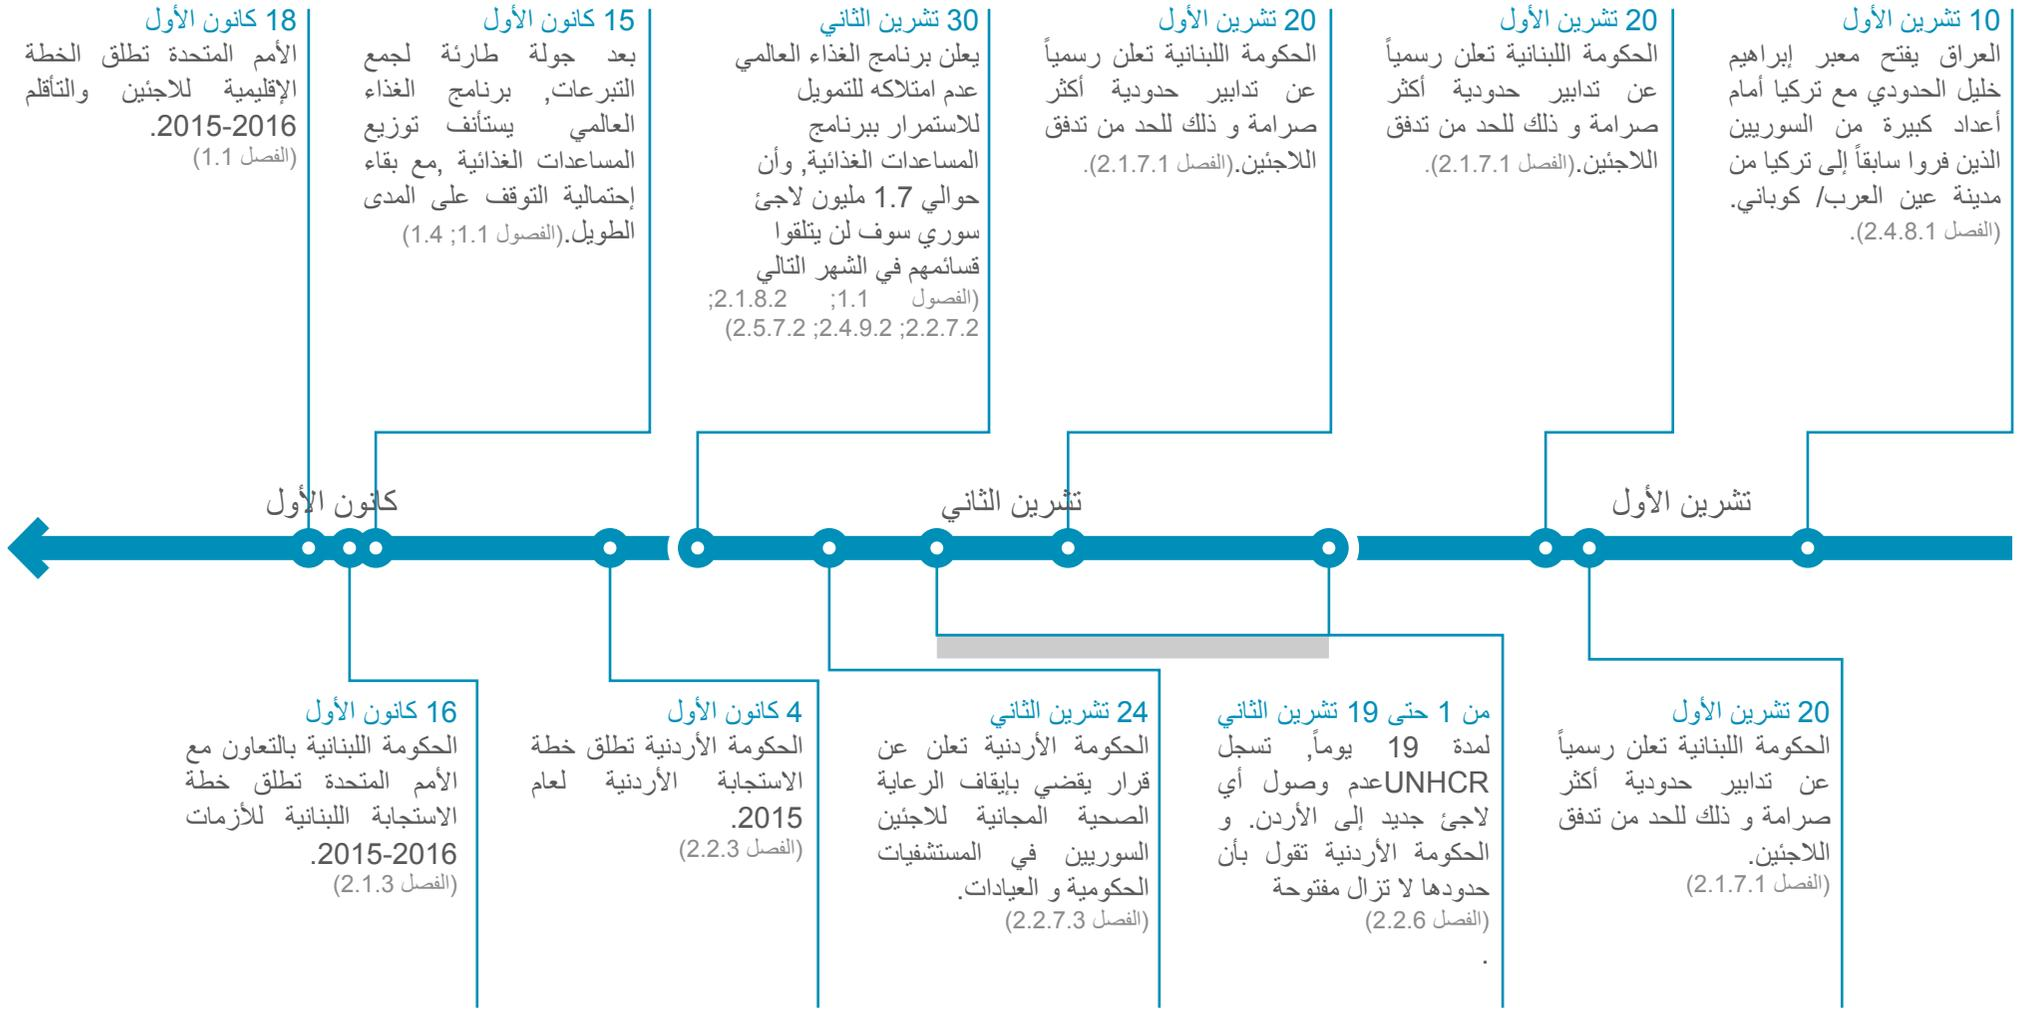 10 تشرين الأول
العراق يفتح معبر إبراهيم
خليل الحدودي مع تركيا أمام
أعداد كبيرة من السوريين
الذين فروا سابقاً إلى تركيا من
مدينة عين العرب/ كوباني.
(الفصل 2.4.8.1).
20 تشرين الأول
الحكومة اللبنانية تعلن رسمياً
عن تدابير حدودية أكثر
صرامة و ذلك للحد من تدفق
اللاجئين.(الفصل 2.1.7.1).
20 تشرين الأول
الحكومة اللبنانية تعلن رسمياً
عن تدابير حدودية أكثر
صرامة و ذلك للحد من تدفق
اللاجئين.(الفصل 2.1.7.1).
30 تشرين الثاني
يعلن برنامج الغذاء العالمي
عدم امتلاكه للتمويل
للاستمرار ببرنامج
المساعدات الغذائية, وأن
حوالي 1.7 مليون لاجئ
سوري سوف لن يتلقوا
قسائمهم في الشهر التالي
(الفصول 1.1; 2.1.8.2;
2.2.7.2; 2.4.9.2; 2.5.7.2)
15 كانون الأول
بعد جولة طارئة لجمع
التبرعات, برنامج الغذاء
العالمي يستأنف توزيع
المساعدات الغذائية ,مع بقاء
إحتمالية التوقف على المدى
الطويل.(الفصول 1.1; 1.4)
18 كانون الأول
الأمم المتحدة تطلق الخطة
الإقليمية للاجئين والتأقلم
2015-2016.
(الفصل 1.1)
تشرين الأول
تشرين الثاني
كانون الأول
20 تشرين الأول
الحكومة اللبنانية تعلن رسمياً
عن تدابير حدودية أكثر
صرامة و ذلك للحد من تدفق
اللاجئين.
(الفصل 2.1.7.1)
من 1 حتى 19 تشرين الثاني
لمدة 19 يوماً, تسجل
UNHCRعدم وصول أي
لاجئ جديد إلى الأردن. و
الحكومة الأردنية تقول بأن
حدودها لا تزال مفتوحة
(الفصل 2.2.6)
.
24 تشرين الثاني
الحكومة الأردنية تعلن عن
قرار يقضي بإيقاف الرعاية
الصحية المجانية للاجئين
السوريين في المستشفيات
الحكومية و العيادات.
(الفصل 2.2.7.3)
4 كانون الأول
الحكومة الأردنية تطلق خطة
الاستجابة الأردنية لعام
2015.
(الفصل 2.2.3)
16 كانون الأول
الحكومة اللبنانية بالتعاون مع
الأمم المتحدة تطلق خطة
الاستجابة اللبنانية للأزمات
2015-2016.
(الفصل 2.1.3)